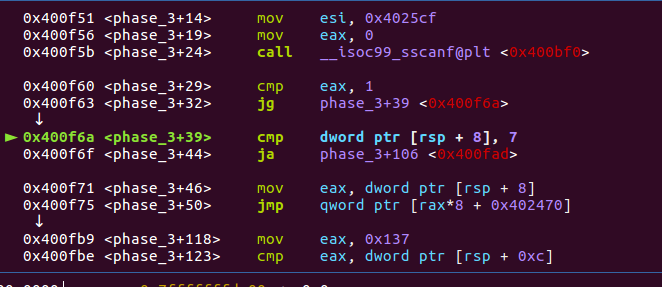 0x400f51 <phase_3+14> mov esi, 0x4025cf
0x400f56 <phase_3+19> mov eax, 0
0x400f5b <phase_3+24> call __isoc99_sscanf@plt <0x400bf0>
0x400f60 <phase_3+29> cmp eax, 1
0x400f63 <phase_3+32> jg phase_3+39 <0x400f6a>
↓
► 0x400f6a <phase_3+39> cmp dword ptr [rsp + 8], 7
0x400f6f <phase_3+44> ja phase_3+106 <0x400fad>
0x400f71 <phase_3+46> mov eax, dword ptr [rsp + 8]
0x400f75 <phase_3+50> jmp qword ptr [rax*8 + 0x402470]
↓
0x400fb9 <phase_3+118> mov eax, 0x137
0x400fbe <phase_3+123> cmp eax, dword ptr [rsp + 0xc]